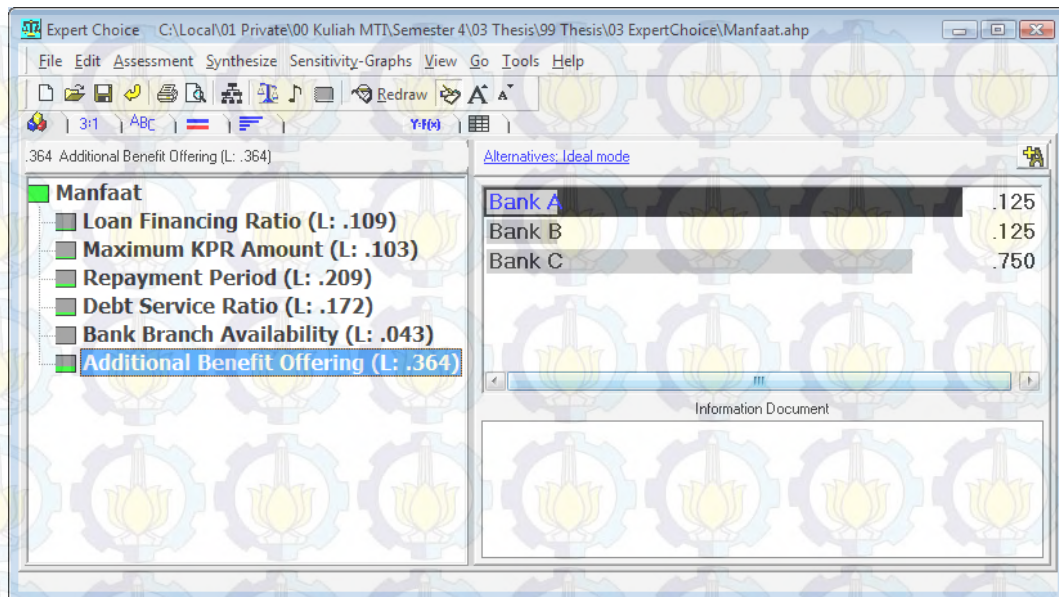 Expert Choice C:\Local\01 Private\00 Kuliah MTI\Semester 4\03 Thesis\99 Thesis\03 ExpertChoice\Manfaat.ahp
File Edit Assessment Synthesize Sensitivity-Graphs View Go Tools Help
Redraw A A
3:1 ABC Y=F(x)
.364 Additional Benefit Offering (L: .364)
Alternatives: Ideal mode
Manfaat
Loan Financing Ratio (L: .109)
Maximum KPR Amount (L: .103)
Repayment Period (L: .209)
Debt Service Ratio (L: .172)
Bank Branch Availability (L: .043)
Additional Benefit Offering (L: .364)
Bank A .125
Bank B .125
Bank C .750
Information Document